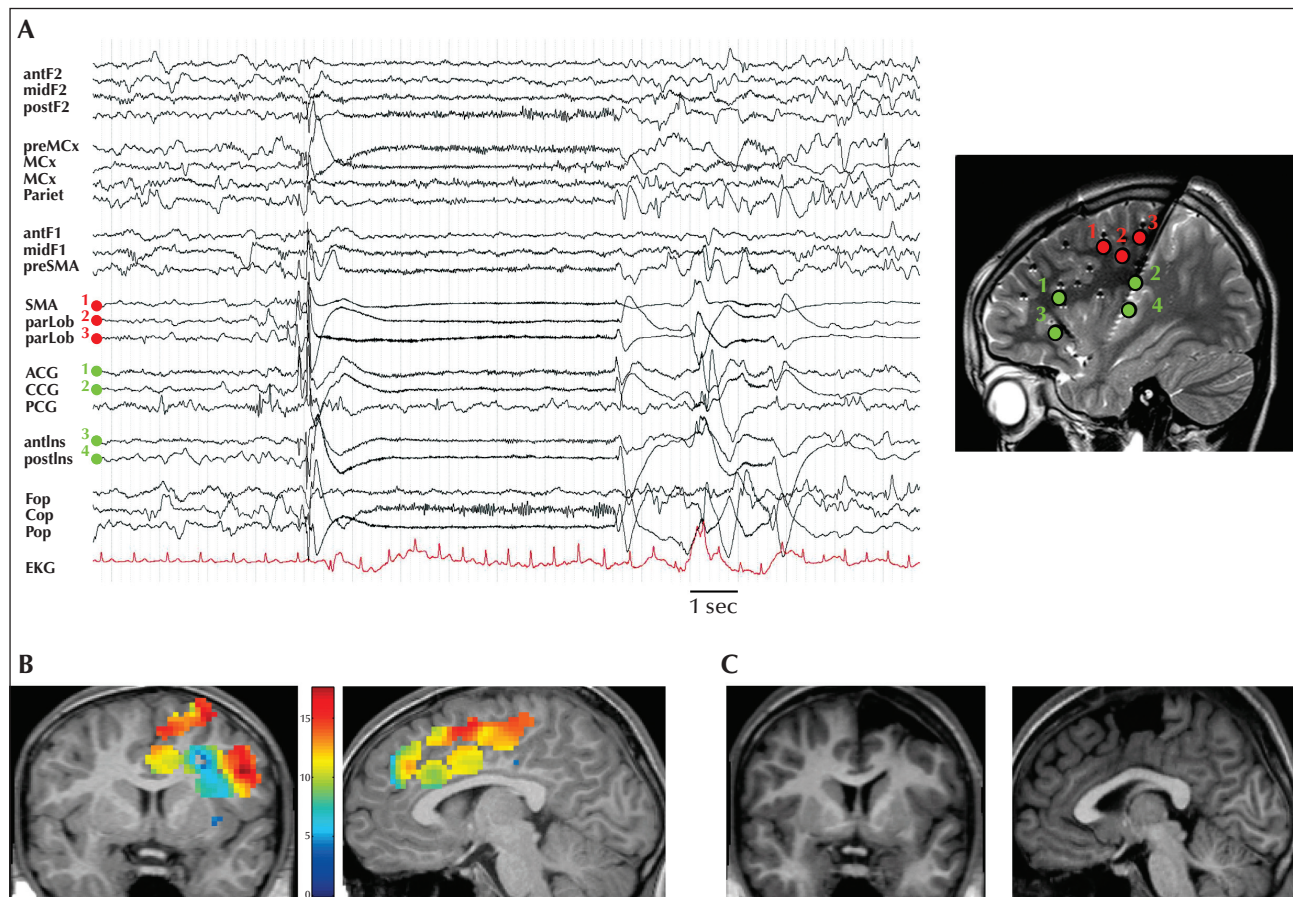 A
antF2
midF2
postF2
preMCx
MCx
MCx
Pariet
antF1
midF1
preSMA
SMA 1
parLob 2
parLob 3
ACG 1
CCG 2
PCG
antIns 3
postIns 4
Fop
Cop
Pop
EKG
1 sec
1 2 3
1 2
3 4
B
15
10
5
0
C